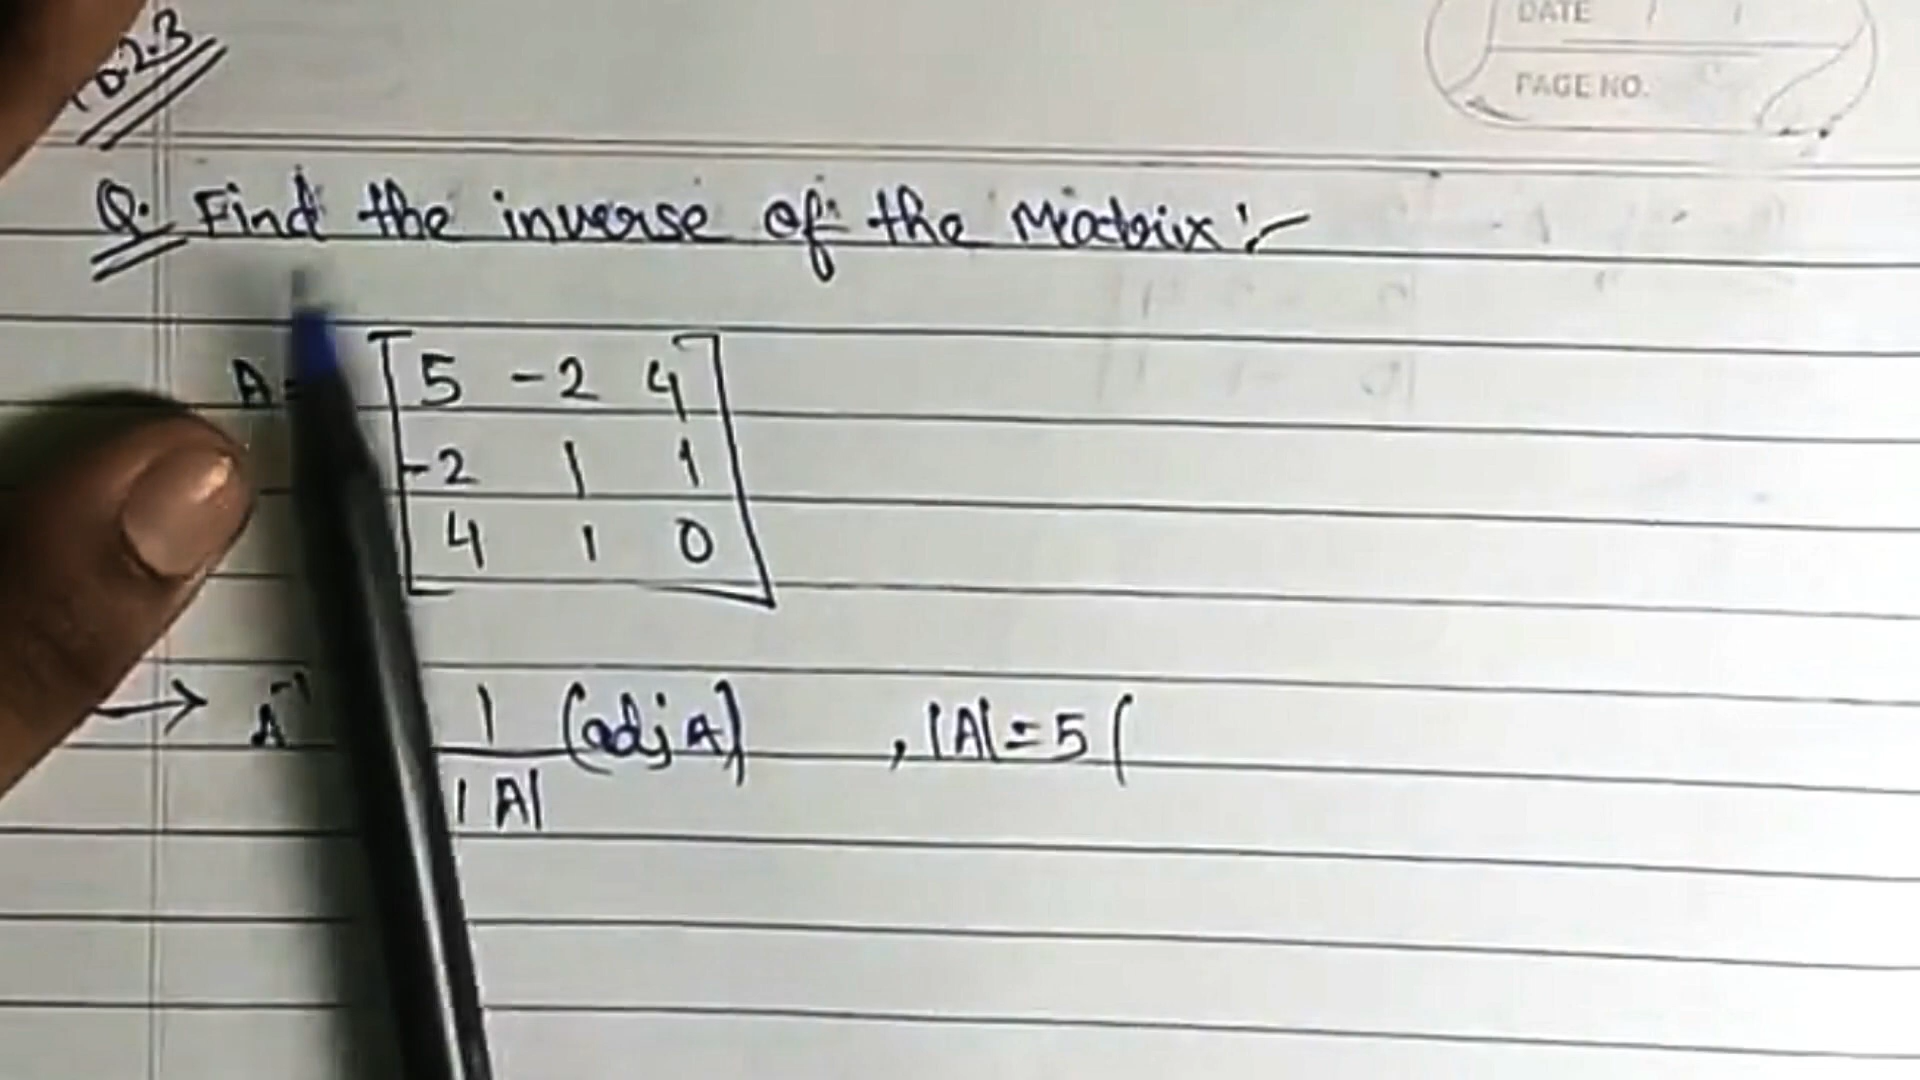 DATE / /
PAGE NO.
Q. Find the inverse of the Matrix :-
A =
5 -2 4
-2 1 1
4 1 0
→ A⁻¹ 1 (adj A) , |A| = 5 (
|A|